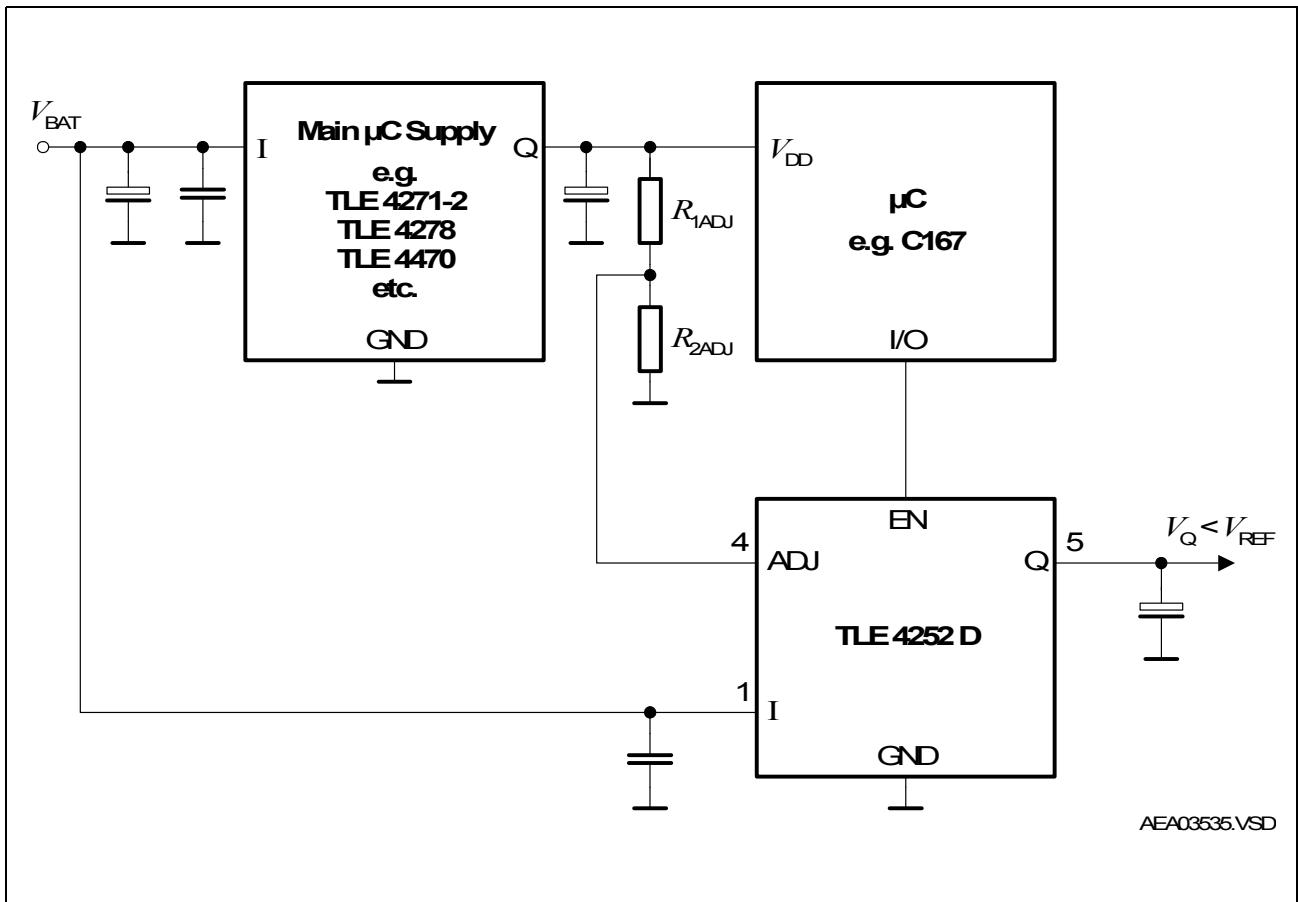 V_BAT
I
Main µC Supply
e.g.
TLE 4271-2
TLE 4278
TLE 4470
etc.
Q
GND
R_1ADJ
R_2ADJ
V_DD
µC
e.g. C167
I/O
EN
4
ADJ
Q
5
V_Q < V_REF
TLE 4252 D
1
I
GND
AEA03535.VSD